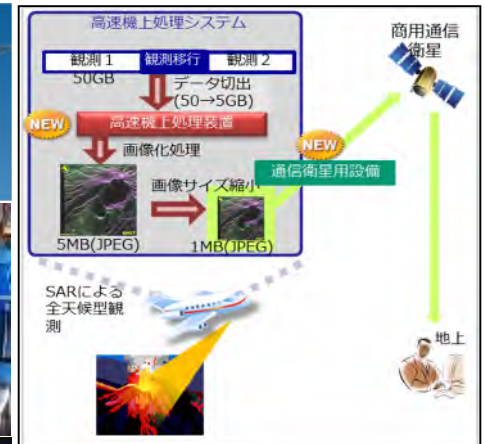 高速機上処理システム
観測1 観測移行 観測2
50GB
データ切出
(50→5GB)
NEW
高速機上処理装置
画像化処理
画像サイズ縮小
5MB(JPEG)
1MB(JPEG)
NEW
通信衛星用設備
商用通信
衛星
SARによる
全天候型観
測
地上